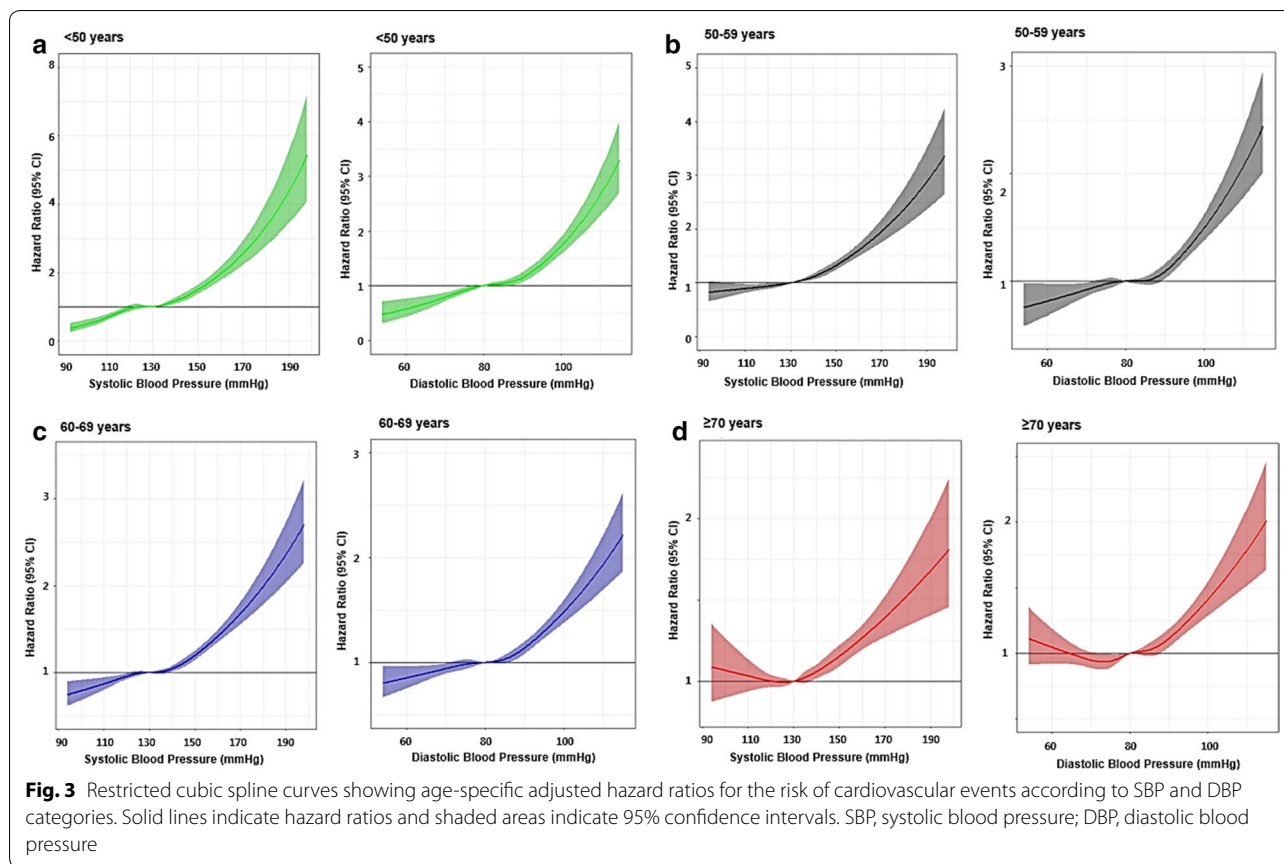 a <50 years
8
6
4
2
0
Hazard Ratio (95% CI)
90 110 130 150 170 190
Systolic Blood Pressure (mmHg)
<50 years
5
4
3
2
1
0
Hazard Ratio (95% CI)
60 80 100
Diastolic Blood Pressure (mmHg)
b 50-59 years
5
4
3
2
1
0
Hazard Ratio (95% CI)
90 110 130 150 170 190
Systolic Blood Pressure (mmHg)
50-59 years
3
1
Hazard Ratio (95% CI)
60 80 100
Diastolic Blood Pressure (mmHg)
c 60-69 years
3
2
1
Hazard Ratio (95% CI)
90 110 130 150 170 190
Systolic Blood Pressure (mmHg)
60-69 years
3
2
1
Hazard Ratio (95% CI)
60 80 100
Diastolic Blood Pressure (mmHg)
d ≥70 years
2
1
Hazard Ratio (95% CI)
90 110 130 150 170 190
Systolic Blood Pressure (mmHg)
≥70 years
2
1
Hazard Ratio (95% CI)
60 80 100
Diastolic Blood Pressure (mmHg)
Fig. 3 Restricted cubic spline curves showing age-specific adjusted hazard ratios for the risk of cardiovascular events according to SBP and DBP
categories. Solid lines indicate hazard ratios and shaded areas indicate 95% confidence intervals. SBP, systolic blood pressure; DBP, diastolic blood
pressure